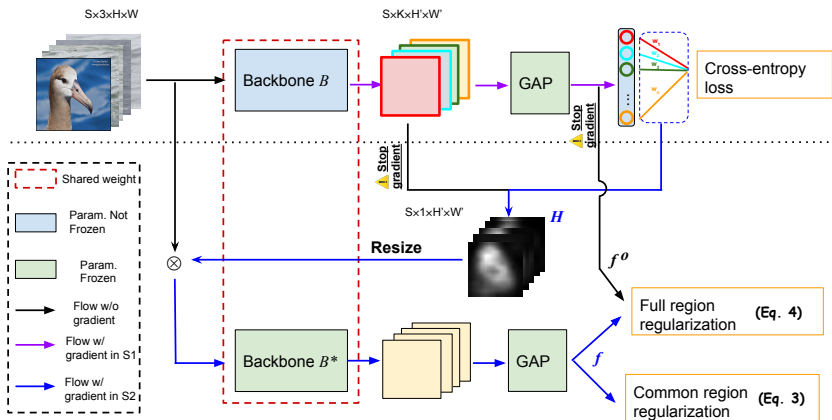 S×3×H×W
S×K×H'×W'
Backbone B
GAP
w
w
w
w
...
Cross-entropy
loss
Stop
gradient
Stop
gradient
Shared weight
Param. Not
Frozen
Param.
Frozen
Flow w/o
gradient
Flow w/
gradient in S1
Flow w/
gradient in S2
S×1×H'×W'
H
Resize
⊗
f°
Backbone B*
GAP
f
Full region (Eq. 4)
regularization
Common region
regularization (Eq. 3)